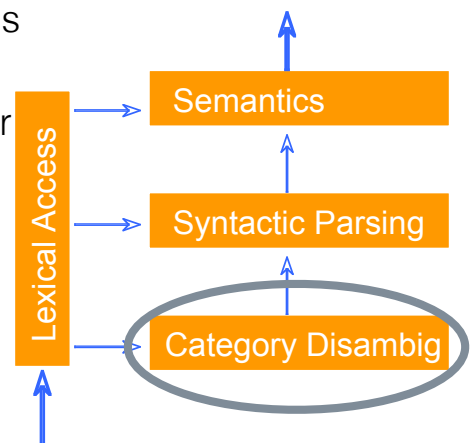 s
r
Semantics
Lexical Access
Syntactic Parsing
Category Disambig